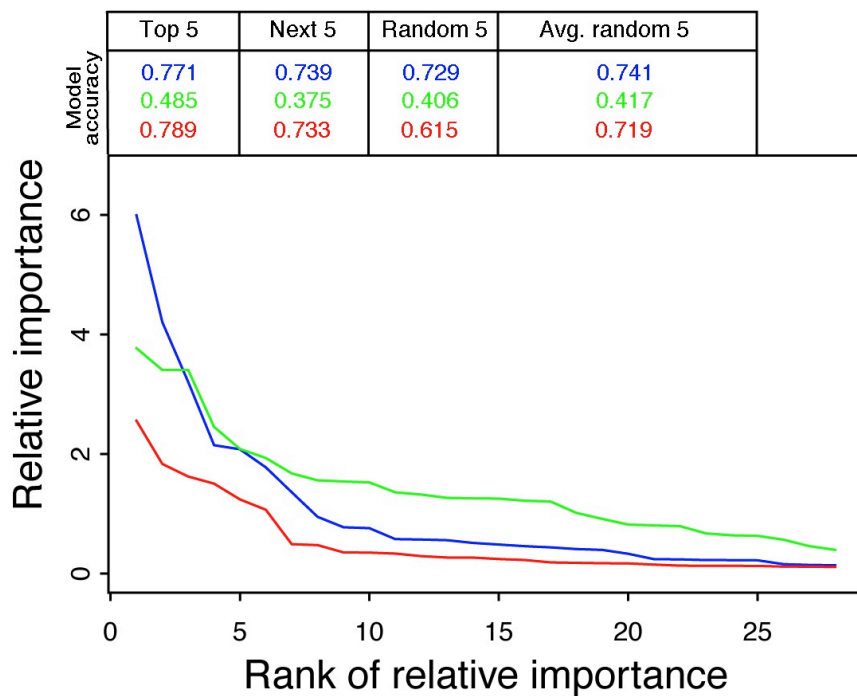 Top 5 Next 5 Random 5 Avg. random 5
Model
accuracy
0.771 0.739 0.729 0.741
0.485 0.375 0.406 0.417
0.789 0.733 0.615 0.719
Relative importance
6
4
2
0
0 5 10 15 20 25
Rank of relative importance